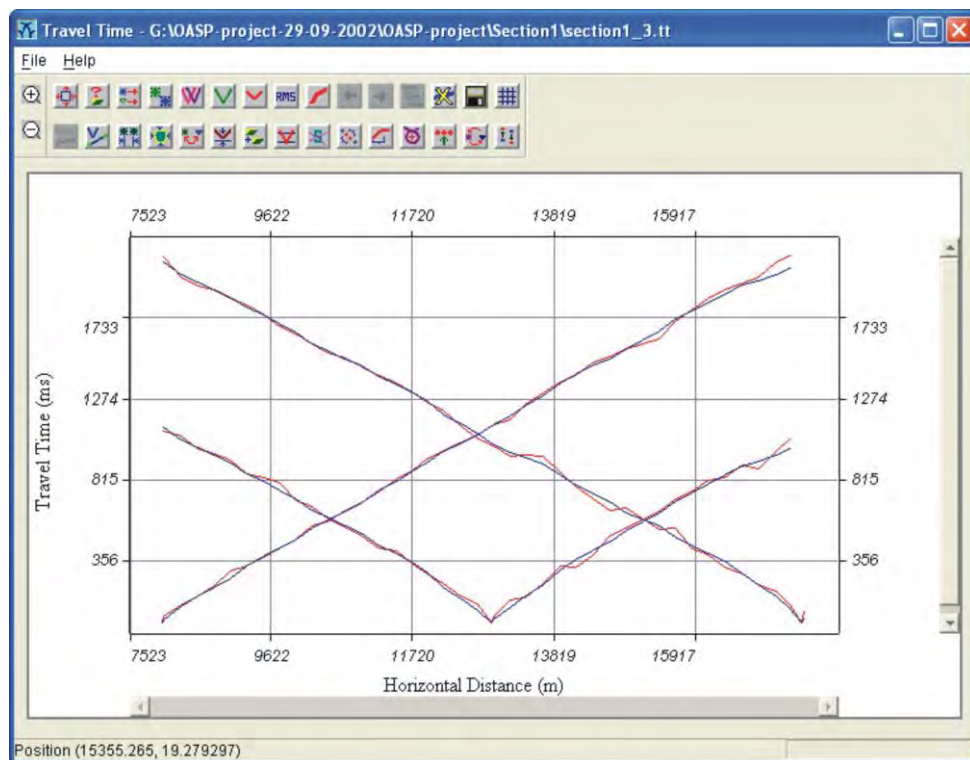 Travel Time - G:\OASP-project-29-09-2002\OASP-project\Section1\section1_3.tt
File Help
RMS
7523 9622 11720 13819 15917
1733 1733
1274 1274
815 815
356 356
Travel Time (ms)
7523 9622 11720 13819 15917
Horizontal Distance (m)
Position (15355.265, 19.279297)